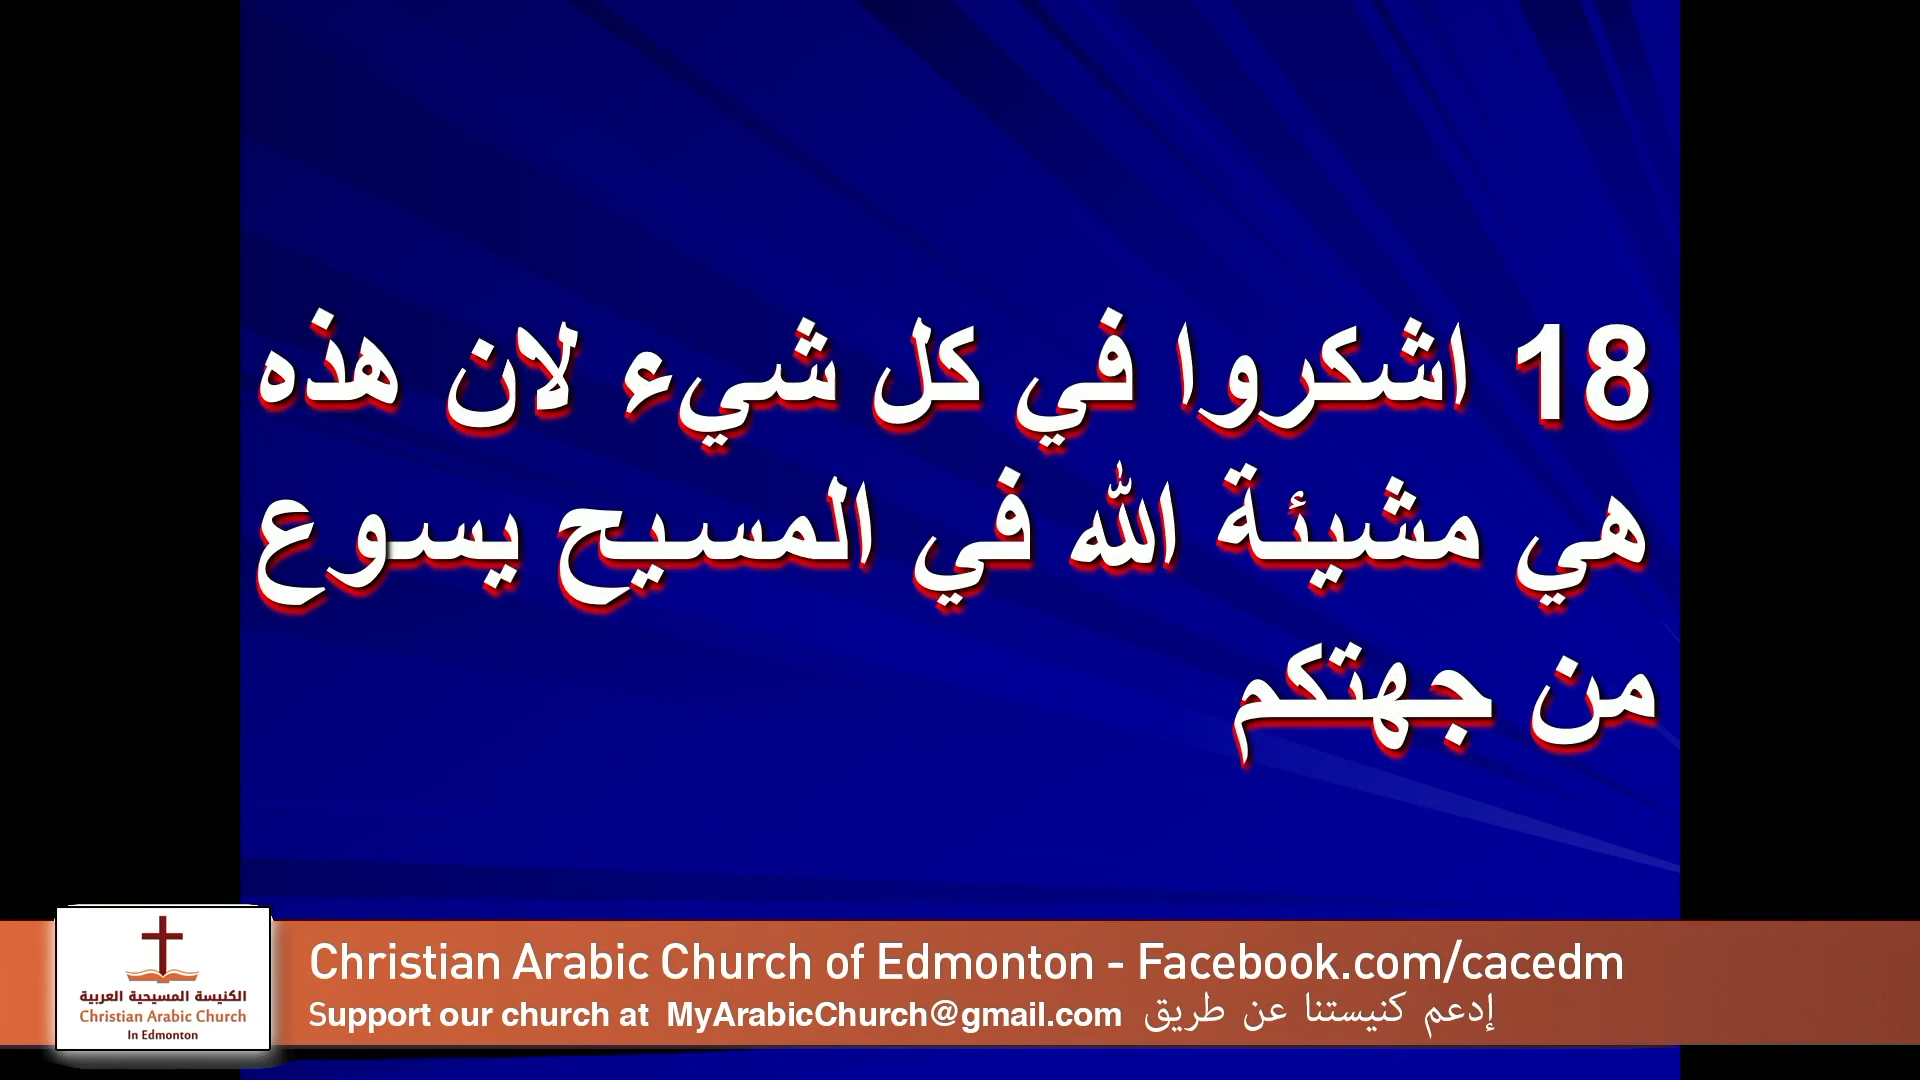 18 اشكروا في كل شيء لان هذه
هي مشيئة الله في المسيح يسوع
من جهتكم
الكنيسة المسيحية العربية
Christian Arabic Church
In Edmonton
Christian Arabic Church of Edmonton - Facebook.com/cacedm
Support our church at MyArabicChurch@gmail.com إدعم كنيستنا عن طريق